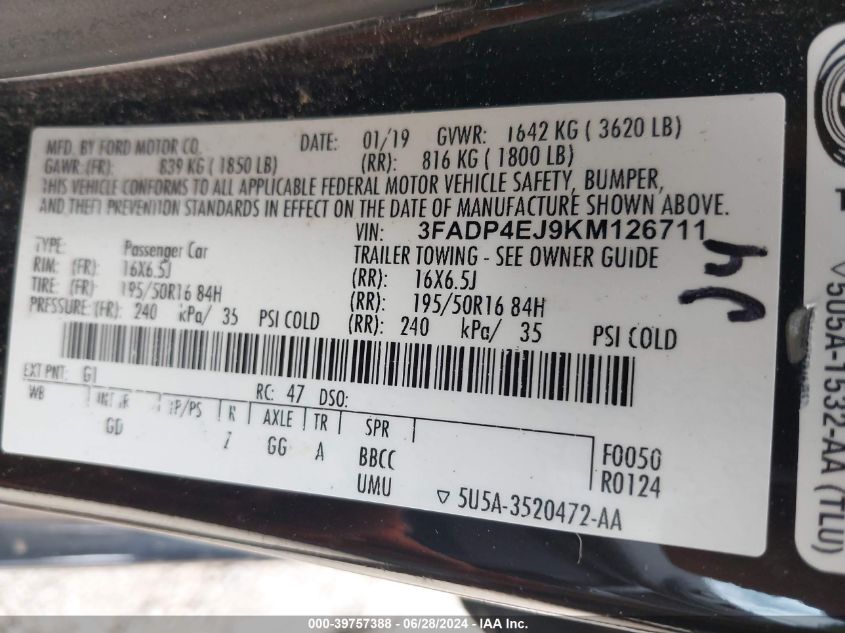 MFD. BY FORD MOTOR CO. DATE: 01/19 GVWR: 1642 KG ( 3620 LB)
GAWR: (FR): 839 KG ( 1850 LB) (RR): 816 KG ( 1800 LB)
THIS VEHICLE CONFORMS TO ALL APPLICABLE FEDERAL MOTOR VEHICLE SAFETY, BUMPER,
AND THEFT PREVENTION STANDARDS IN EFFECT ON THE DATE OF MANUFACTURE SHOWN ABOVE.
VIN: 3FADP4EJ9KM126711
TYPE: Passenger Car TRAILER TOWING - SEE OWNER GUIDE
RIM: (FR): 16X6.5J (RR): 16X6.5J
TIRE: (FR): 195/50R16 84H (RR): 195/50R16 84H
PRESSURE: (FR): 240 kPa/ 35 PSI COLD (RR): 240 kPa/ 35 PSI COLD
EXT PNT: G1 RC: 47 DSO:
WB INT TR TP/PS R AXLE TR SPR
GD GG A BBCC F0050
UMU R0124
▽ 5U5A-3520472-AA
▽5U5A-1532-AA (TLU)
000-39757388 - 06/28/2024 - IAA Inc.